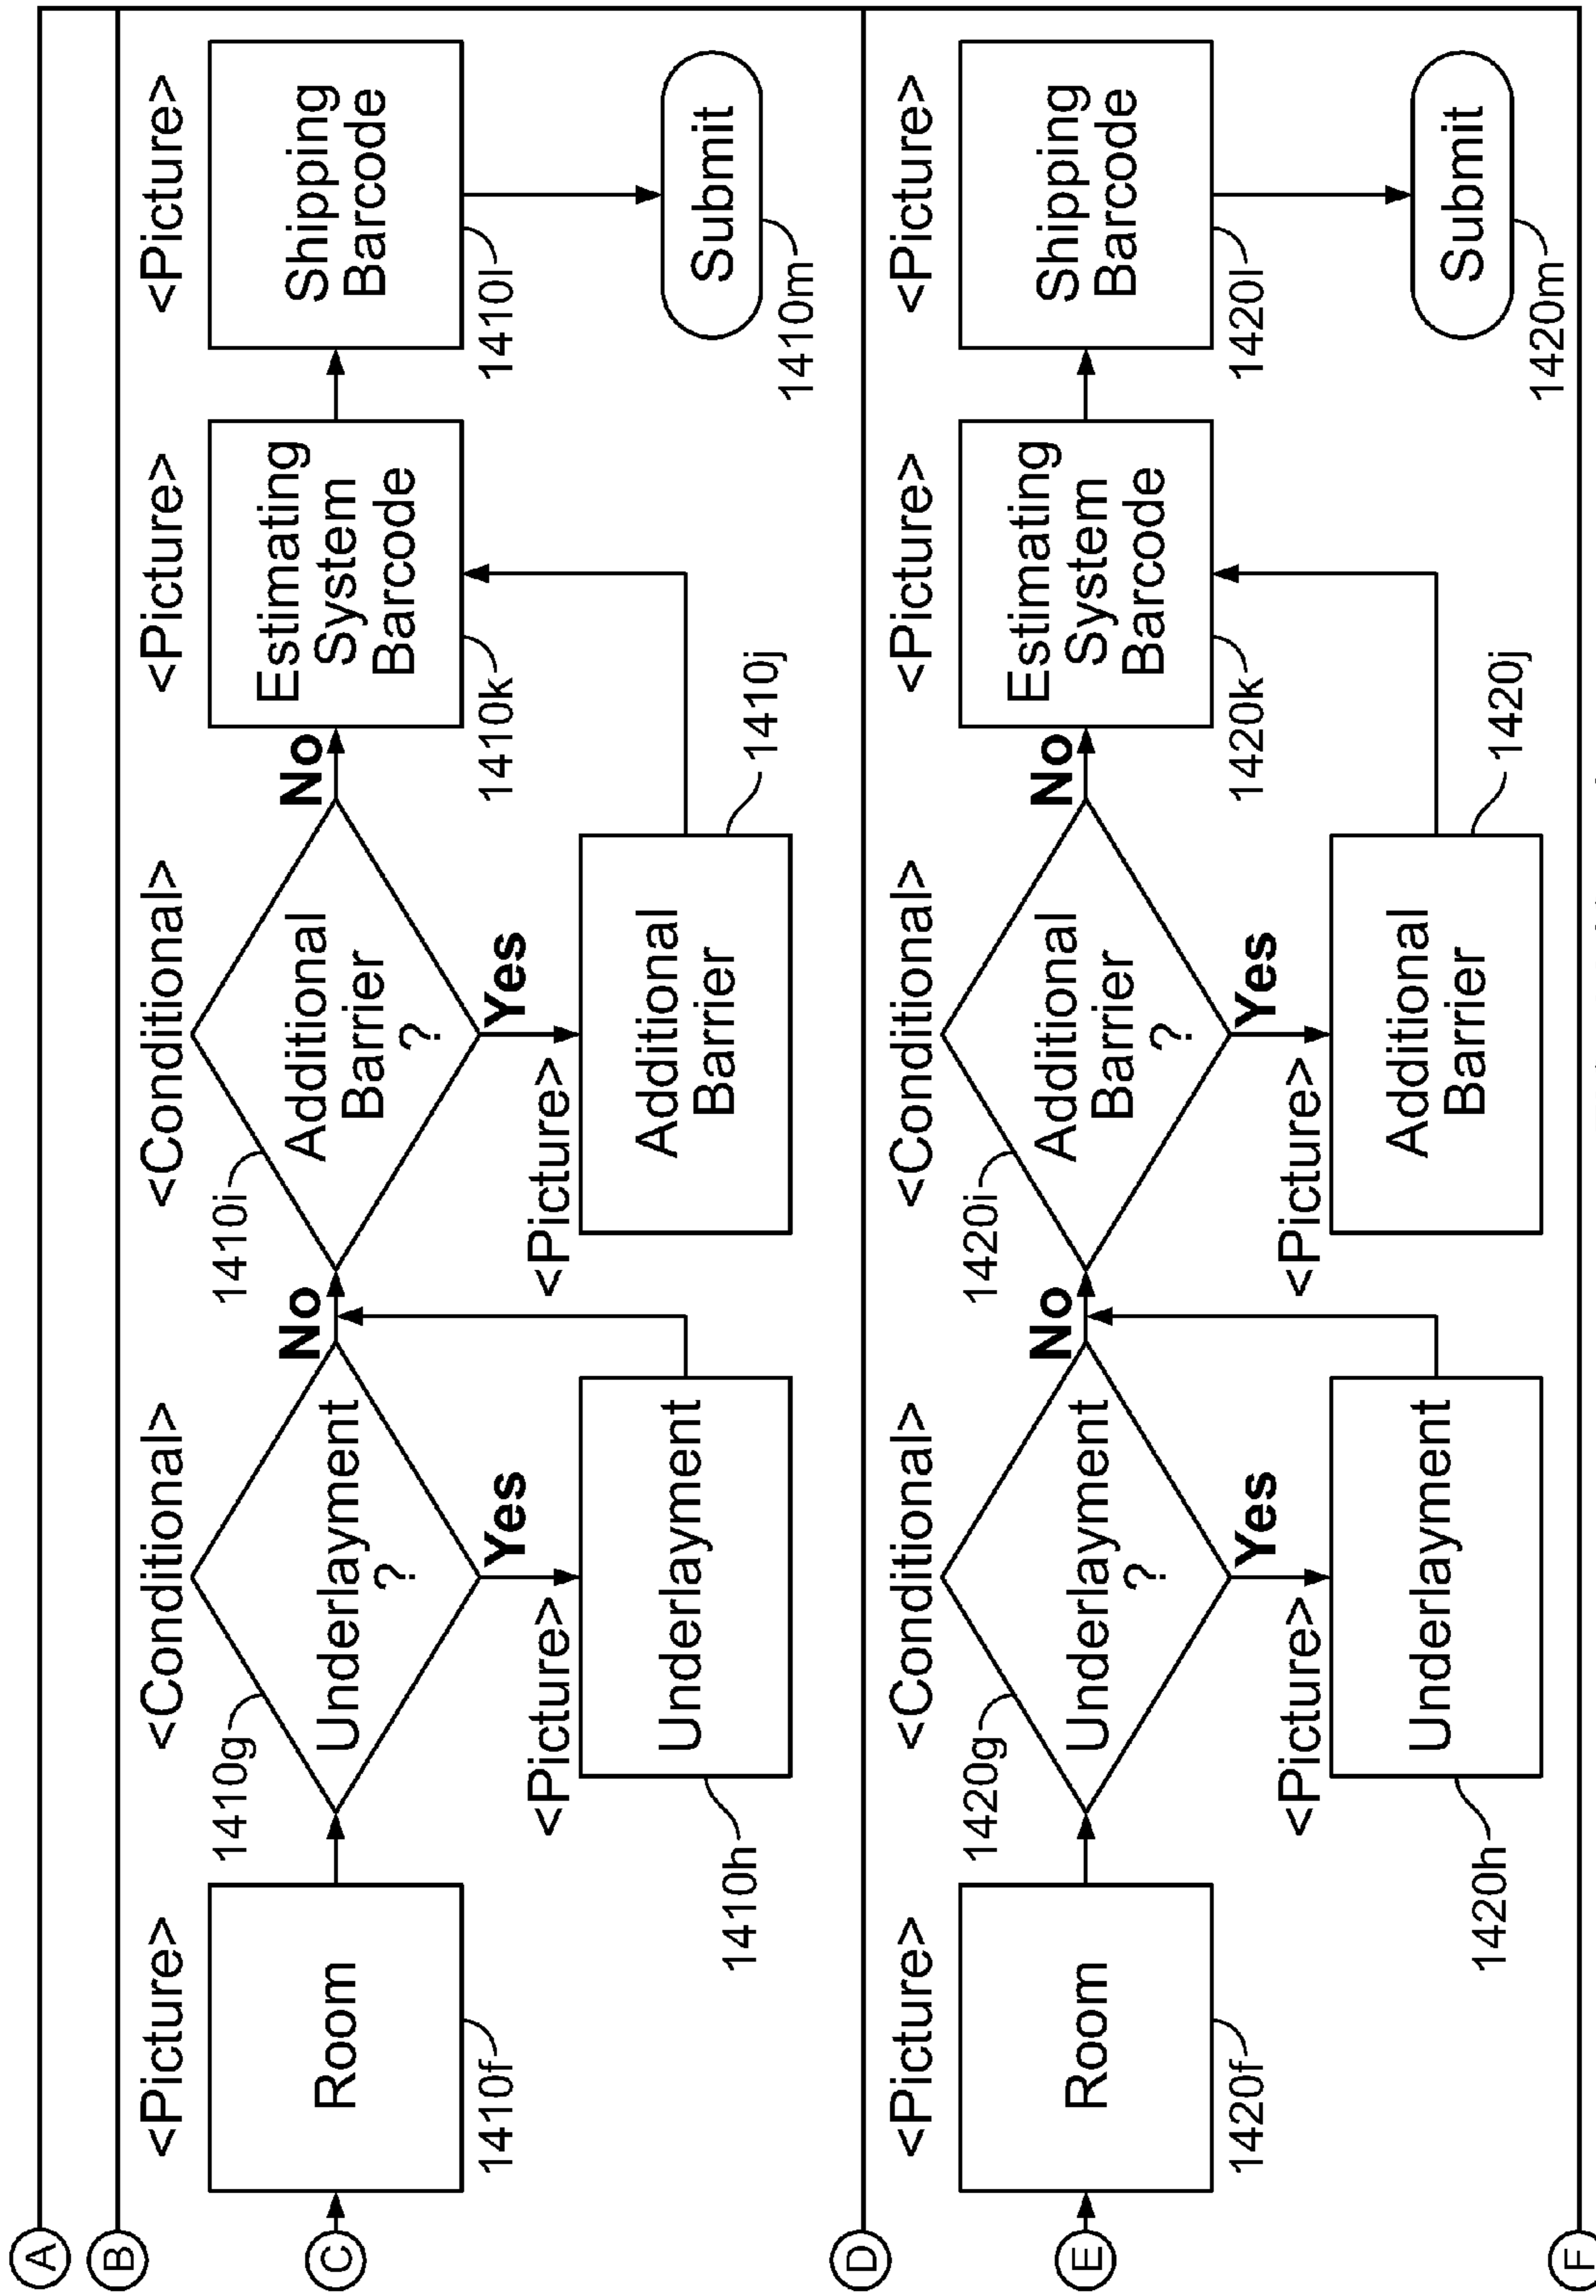 A
B
<Picture>
<Conditional>
<Conditional>
<Picture>
<Picture>
C
Room
1410f
1410g
Underlayment
?
No
Yes
<Picture>
Underlayment
1410h
1410i
Additional
Barrier
?
No
Yes
<Picture>
Additional
Barrier
1410j
Estimating
System
Barcode
1410k
Shipping
Barcode
1410l
Submit
1410m
D
<Picture>
<Conditional>
<Conditional>
<Picture>
<Picture>
E
Room
1420f
1420g
Underlayment
?
No
Yes
<Picture>
Underlayment
1420h
1420i
Additional
Barrier
?
No
Yes
<Picture>
Additional
Barrier
1420j
Estimating
System
Barcode
1420k
Shipping
Barcode
1420l
Submit
1420m
F